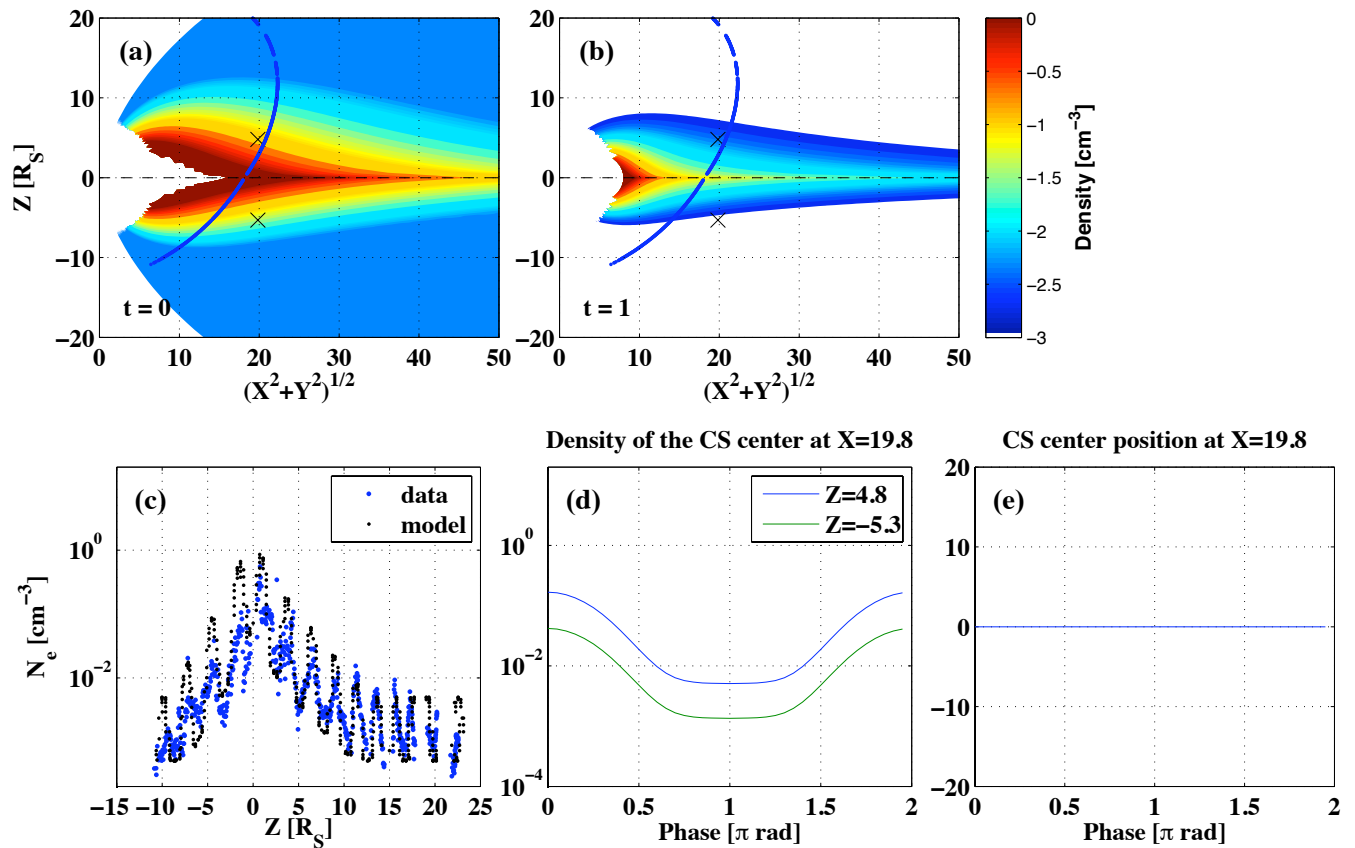 (a)
t = 0
Z [R_S]
20
10
0
−10
−20
0
10
20
30
40
50
(X^2+Y^2)^{1/2}
(b)
t = 1
20
10
0
−10
−20
0
10
20
30
40
50
(X^2+Y^2)^{1/2}
0
−0.5
−1
−1.5
−2
−2.5
−3
Density [cm^{−3}]
(c)
data
model
N_e [cm^{−3}]
10^0
10^{−2}
−15
−10
−5
0
5
10
15
20
25
Z [R_S]
Density of the CS center at X=19.8
(d)
Z=4.8
Z=−5.3
10^0
10^{−2}
10^{−4}
0
0.5
1
1.5
2
Phase [π rad]
CS center position at X=19.8
(e)
20
10
0
−10
−20
0
0.5
1
1.5
2
Phase [π rad]